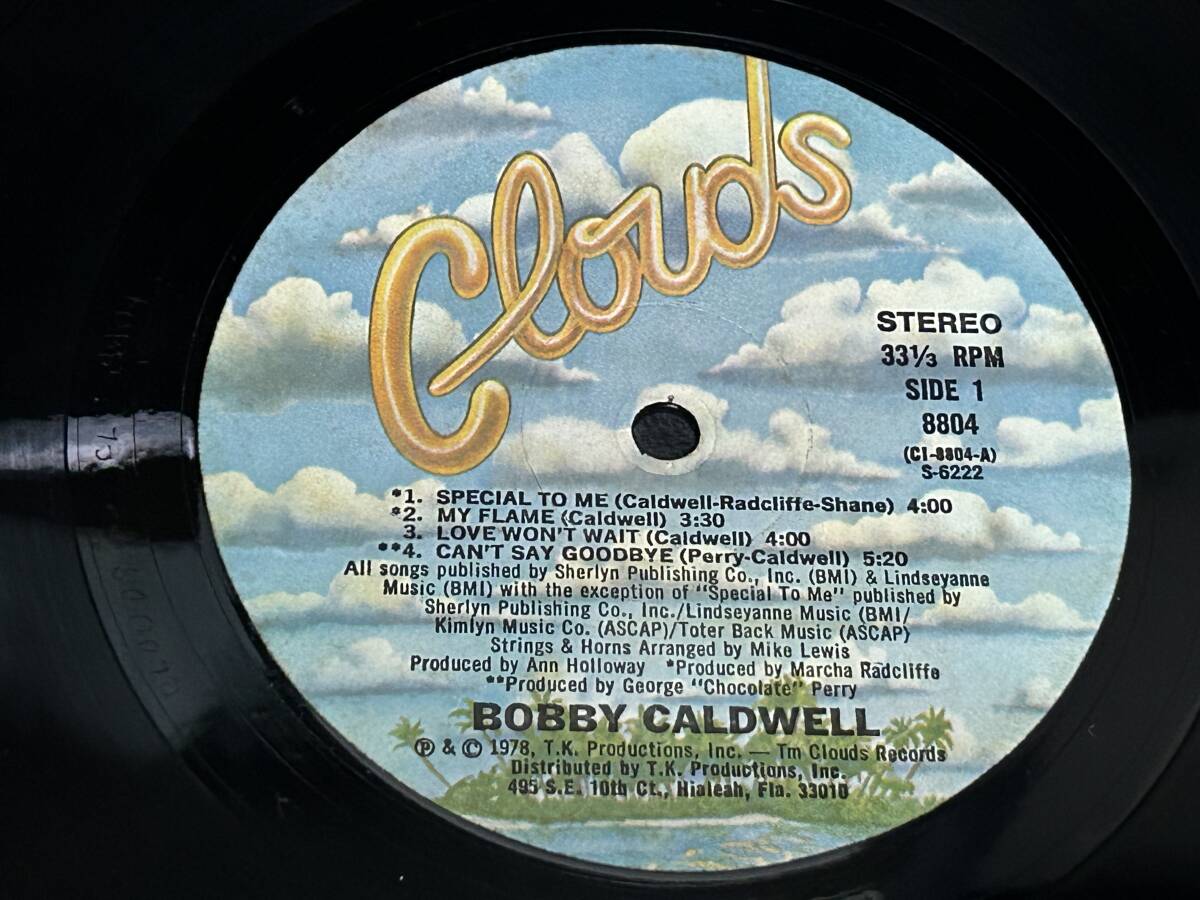 Clouds
STEREO
33⅓ RPM
SIDE 1
8804
(Cl-8804-A)
S-6222
*1. SPECIAL TO ME (Caldwell-Radcliffe-Shane) 4:00
*2. MY FLAME (Caldwell) 3:30
3. LOVE WON'T WAIT (Caldwell) 4:00
**4. CAN'T SAY GOODBYE (Perry-Caldwell) 5:20
All songs published by Sherlyn Publishing Co., Inc. (BMI) & Lindseyanne
Music (BMI) with the exception of "Special To Me" published by
Sherlyn Publishing Co., Inc./Lindseyanne Music (BMI/
Kimlyn Music Co. (ASCAP)/Toter Back Music (ASCAP)
Strings & Horns Arranged by Mike Lewis
Produced by Ann Holloway *Produced by Marcha Radcliffe
**Produced by George "Chocolate" Perry
BOBBY CALDWELL
℗ & © 1978, T.K. Productions, Inc. — Tm Clouds Records
Distributed by T.K. Productions, Inc.
495 S.E. 10th Ct., Hialeah, Fla. 33010